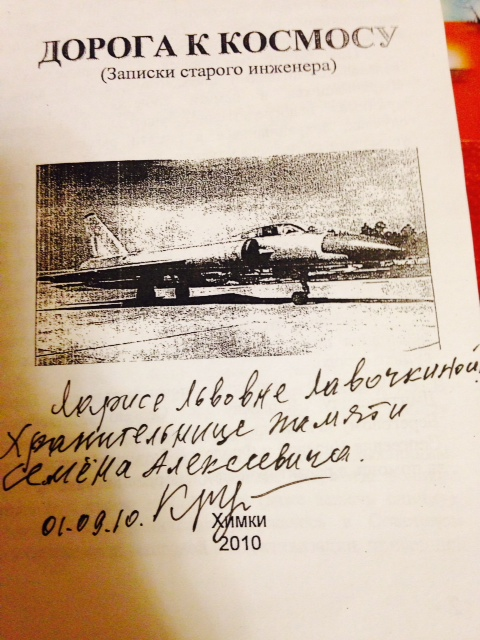 ДОРОГА К КОСМОСУ
(Записки старого инженера)
Ларисе Львовне Лавочкиной,
Хранительнице памяти
Семёна Алексеевича.
01.09.10.
Химки
2010